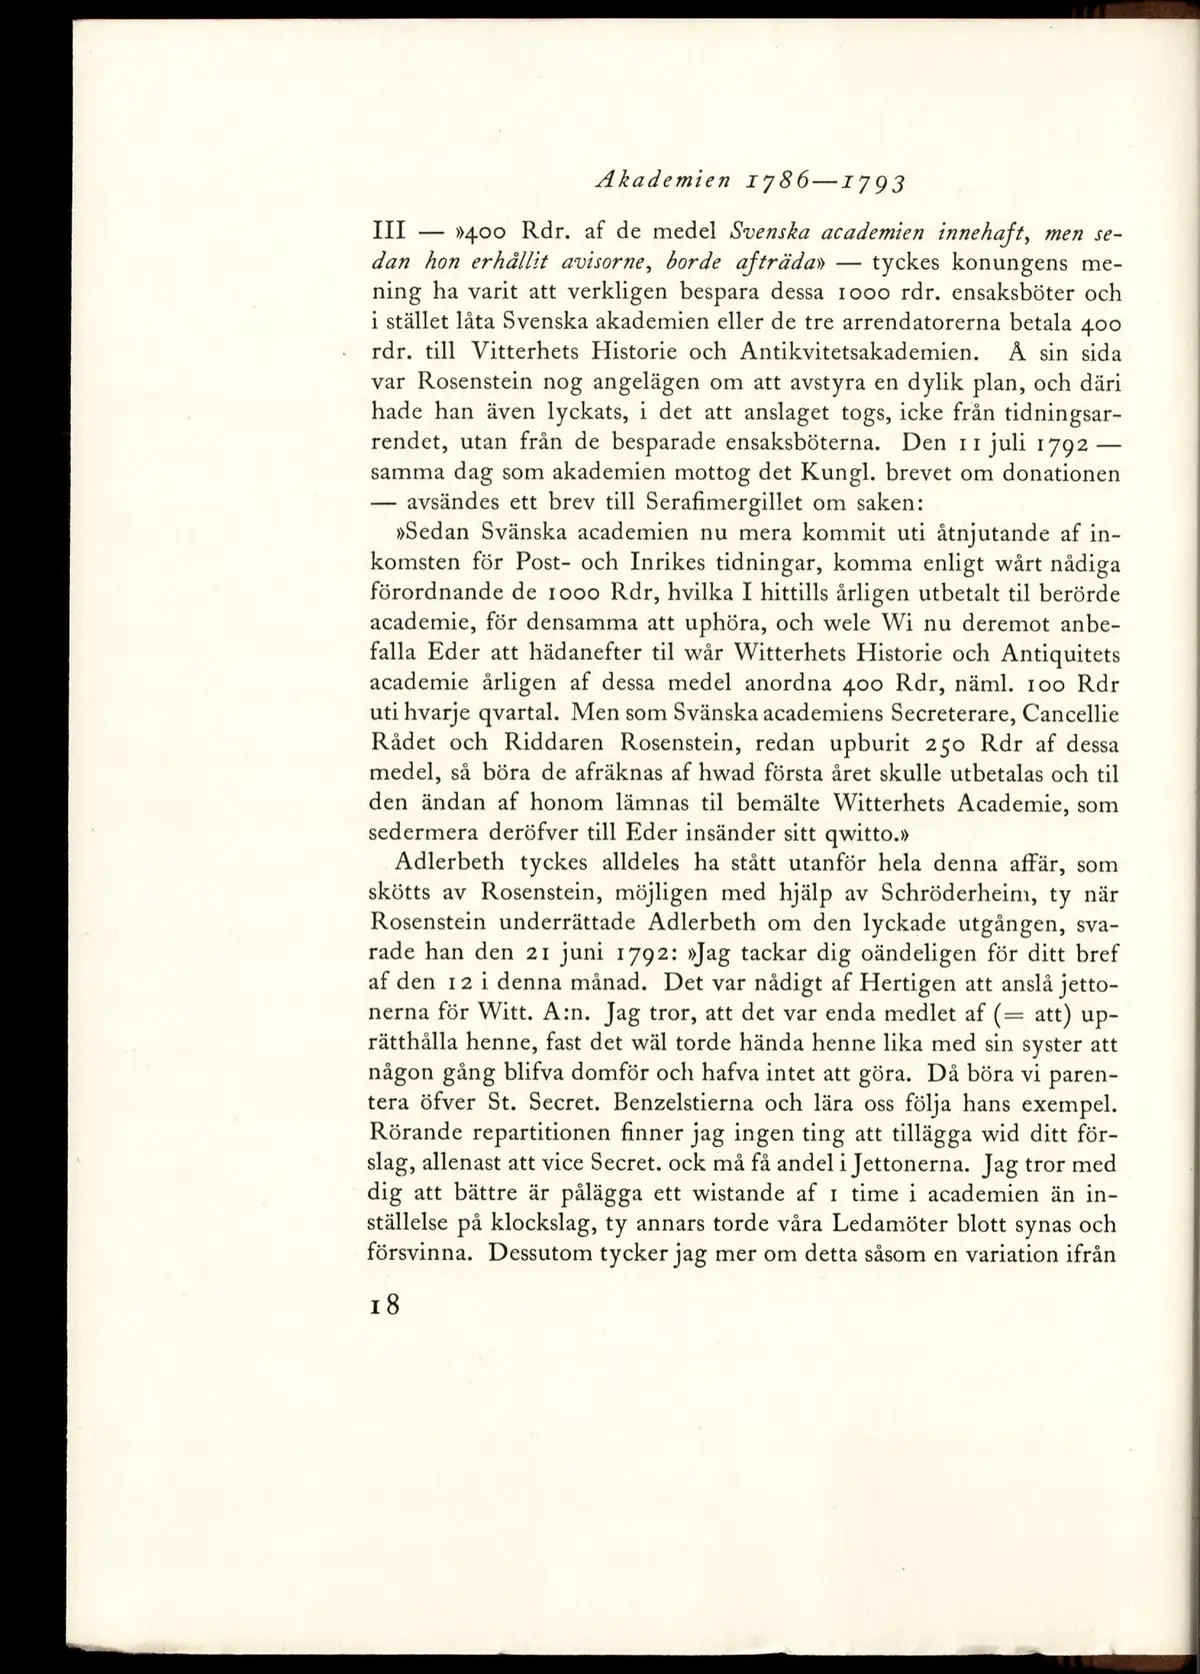 Akademien 1786—1793
III — »400 Rdr. af de medel Svenska academien innehaft, men se-
dan hon erhållit avisorne, borde afträda» — tyckes konungens me-
ning ha varit att verkligen bespara dessa 1000 rdr. ensaksböter och
i stället låta Svenska akademien eller de tre arrendatorerna betala 400
rdr. till Vitterhets Historie och Antikvitetsakademien. Å sin sida
var Rosenstein nog angelägen om att avstyra en dylik plan, och däri
hade han även lyckats, i det att anslaget togs, icke från tidningsar-
rendet, utan från de besparade ensaksböterna. Den 11 juli 1792 —
samma dag som akademien mottog det Kungl. brevet om donationen
— avsändes ett brev till Serafimergillet om saken:
»Sedan Svänska academien nu mera kommit uti åtnjutande af in-
komsten för Post- och Inrikes tidningar, komma enligt wårt nådiga
förordnande de 1000 Rdr, hvilka I hittills årligen utbetalt til berörde
academie, för densamma att uphöra, och wele Wi nu deremot anbe-
falla Eder att hädanefter til wår Witterhets Historie och Antiquitets
academie årligen af dessa medel anordna 400 Rdr, näml. 100 Rdr
uti hvarje qvartal. Men som Svänska academiens Secreterare, Cancellie
Rådet och Riddaren Rosenstein, redan upburit 250 Rdr af dessa
medel, så böra de afräknas af hwad första året skulle utbetalas och til
den ändan af honom lämnas til bemälte Witterhets Academie, som
sedermera deröfver till Eder insänder sitt qwitto.»
Adlerbeth tyckes alldeles ha stått utanför hela denna affär, som
skötts av Rosenstein, möjligen med hjälp av Schröderheim, ty när
Rosenstein underrättade Adlerbeth om den lyckade utgången, sva-
rade han den 21 juni 1792: »Jag tackar dig oändeligen för ditt bref
af den 12 i denna månad. Det var nådigt af Hertigen att anslå jetto-
nerna för Witt. A:n. Jag tror, att det var enda medlet af (= att) up-
rätthålla henne, fast det wäl torde hända henne lika med sin syster att
någon gång blifva domför och hafva intet att göra. Då böra vi paren-
tera öfver St. Secret. Benzelstierna och lära oss följa hans exempel.
Rörande repartitionen finner jag ingen ting att tillägga wid ditt för-
slag, allenast att vice Secret. ock må få andel i Jettonerna. Jag tror med
dig att bättre är pålägga ett wistande af 1 time i academien än in-
ställelse på klockslag, ty annars torde våra Ledamöter blott synas och
försvinna. Dessutom tycker jag mer om detta såsom en variation ifrån
18